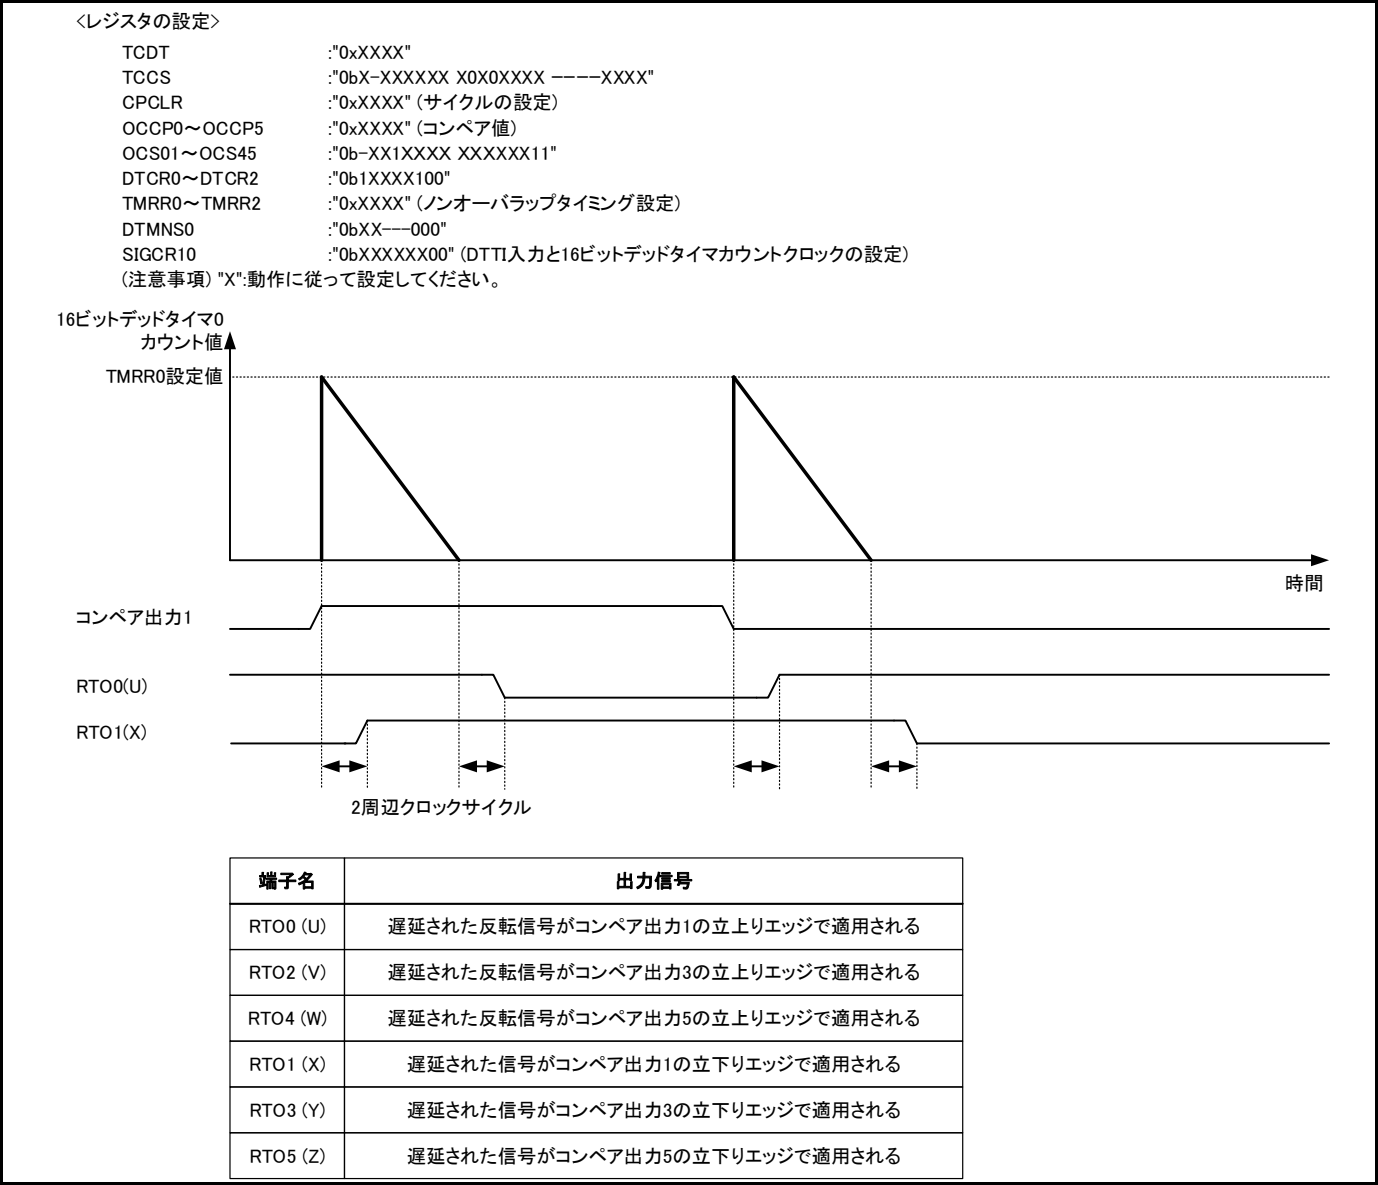 <レジスタの設定>
TCDT :"0xXXXX"
TCCS :"0bX-XXXXXX X0X0XXXX ----XXXX"
CPCLR :"0xXXXX" (サイクルの設定)
OCCP0～OCCP5 :"0xXXXX" (コンペア値)
OCS01～OCS45 :"0b-XX1XXXX XXXXXX11"
DTCR0～DTCR2 :"0b1XXXX100"
TMRR0～TMRR2 :"0xXXXX" (ノンオーバラップタイミング設定)
DTMNS0 :"0bXX---000"
SIGCR10 :"0bXXXXXX00" (DTTI入力と16ビットデッドタイマカウントクロックの設定)
(注意事項) "X":動作に従って設定してください。
16ビットデッドタイマ0
カウント値
TMRR0設定値
時間
コンペア出力1
RTO0(U)
RTO1(X)
2周辺クロックサイクル
端子名 出力信号
RTO0 (U) 遅延された反転信号がコンペア出力1の立上りエッジで適用される
RTO2 (V) 遅延された反転信号がコンペア出力3の立上りエッジで適用される
RTO4 (W) 遅延された反転信号がコンペア出力5の立上りエッジで適用される
RTO1 (X) 遅延された信号がコンペア出力1の立下りエッジで適用される
RTO3 (Y) 遅延された信号がコンペア出力3の立下りエッジで適用される
RTO5 (Z) 遅延された信号がコンペア出力5の立下りエッジで適用される